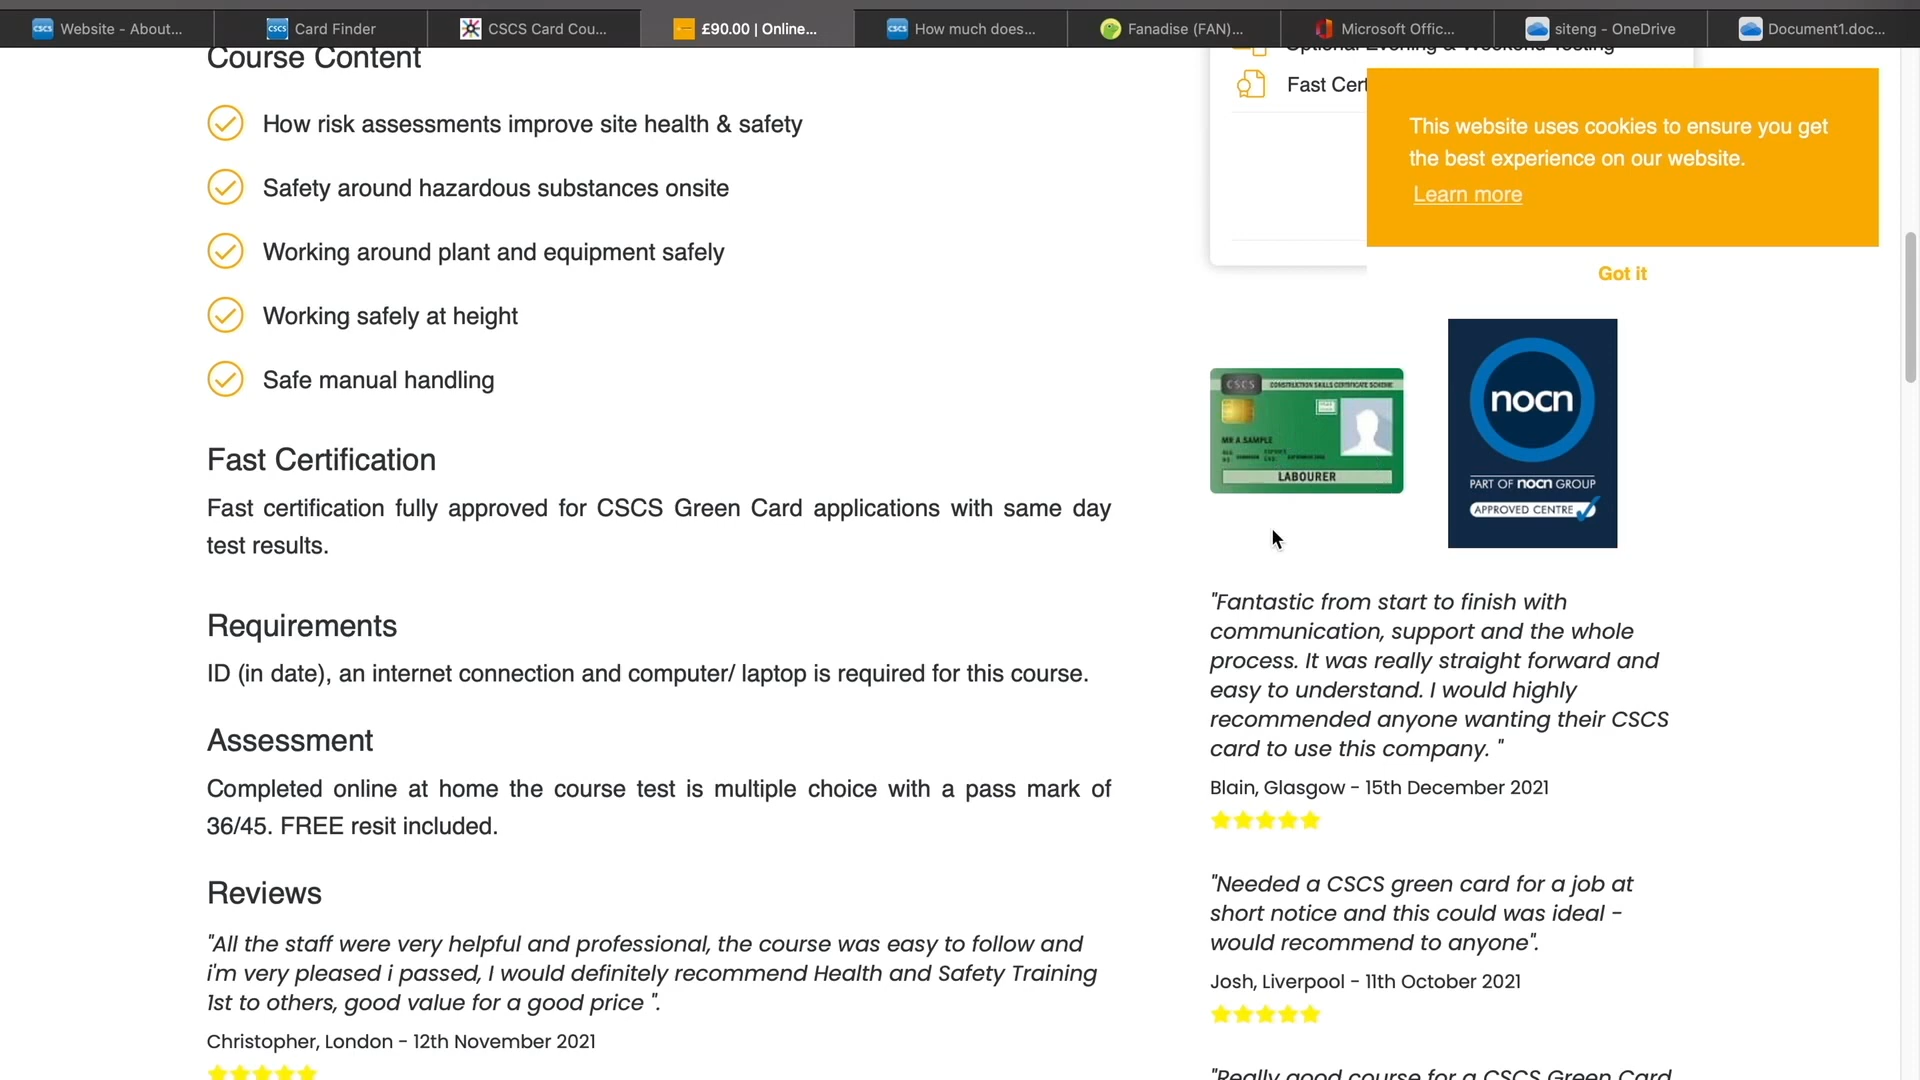 Website - About...
Card Finder
CSCS Card Cou...
£90.00 | Online...
How much does...
Fanadise (FAN)...
Microsoft Offic...
siteng - OneDrive
Document1.doc...
Course Content
How risk assessments improve site health & safety
Safety around hazardous substances onsite
Working around plant and equipment safely
Working safely at height
Safe manual handling
Fast Certification
Fast certification fully approved for CSCS Green Card applications with same day
test results.
Requirements
ID (in date), an internet connection and computer/ laptop is required for this course.
Assessment
Completed online at home the course test is multiple choice with a pass mark of
36/45. FREE resit included.
Reviews
"All the staff were very helpful and professional, the course was easy to follow and
i'm very pleased i passed, I would definitely recommend Health and Safety Training
1st to others, good value for a good price ".
Christopher, London - 12th November 2021
Optional Evening & Weekend Testing
Fast Cert
This website uses cookies to ensure you get
the best experience on our website.
Learn more
Got it
CSCS CONSTRUCTION SKILLS CERTIFICATE SCHEME
MR A SAMPLE
LABOURER
nocn
PART OF nocn GROUP
APPROVED CENTRE
"Fantastic from start to finish with
communication, support and the whole
process. It was really straight forward and
easy to understand. I would highly
recommended anyone wanting their CSCS
card to use this company. "
Blain, Glasgow - 15th December 2021
"Needed a CSCS green card for a job at
short notice and this could was ideal -
would recommend to anyone".
Josh, Liverpool - 11th October 2021
"Really good course for a CSCS Green Card